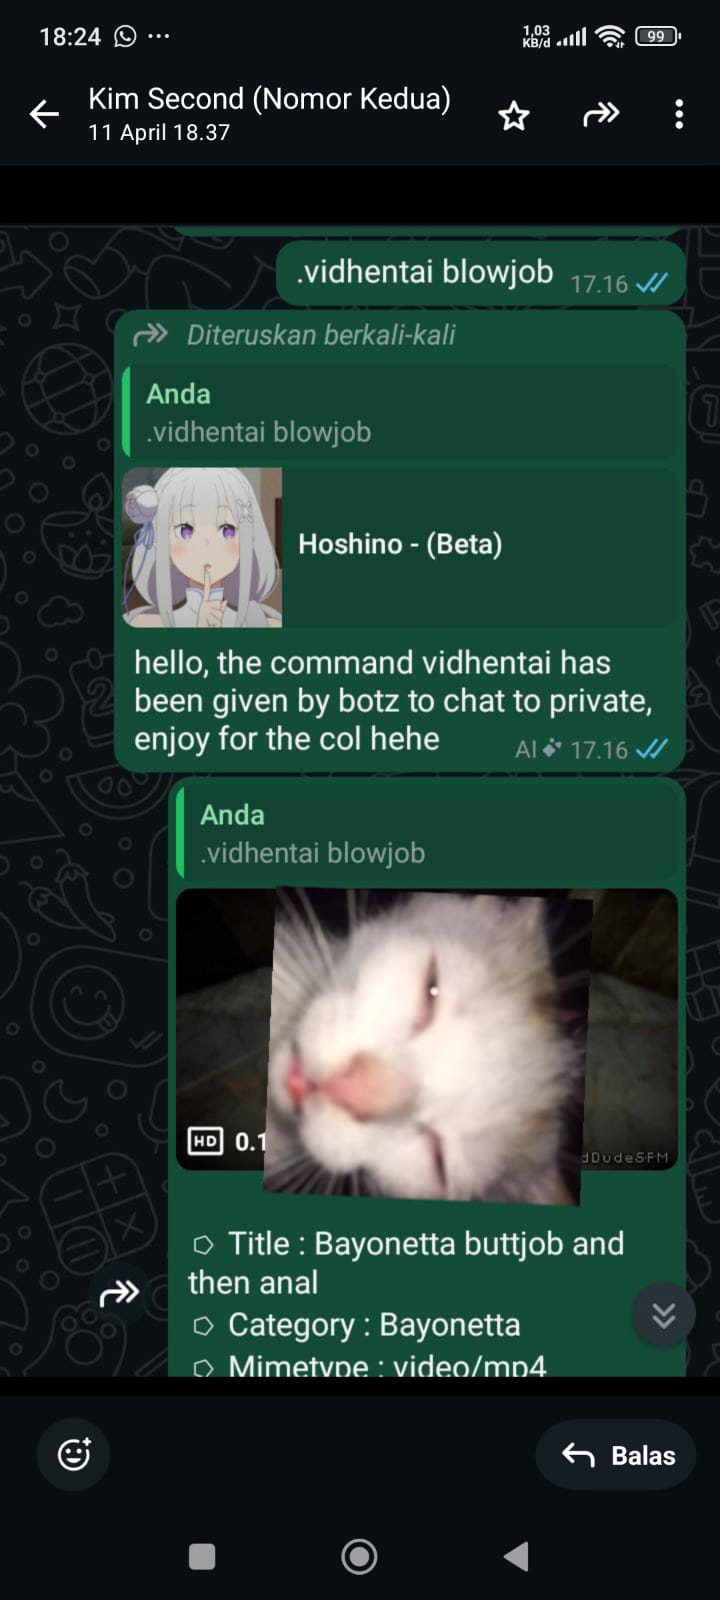 18:24
1,03 KB/d
99
Kim Second (Nomor Kedua)
11 April 18.37
.vidhentai blowjob 17.16
Diteruskan berkali-kali
Anda
.vidhentai blowjob
Hoshino - (Beta)
hello, the command vidhentai has
been given by botz to chat to private,
enjoy for the col hehe AI 17.16
Anda
.vidhentai blowjob
HD 0.1
dDudeSFM
Title : Bayonetta buttjob and
then anal
Category : Bayonetta
Mimetype : video/mp4
Balas